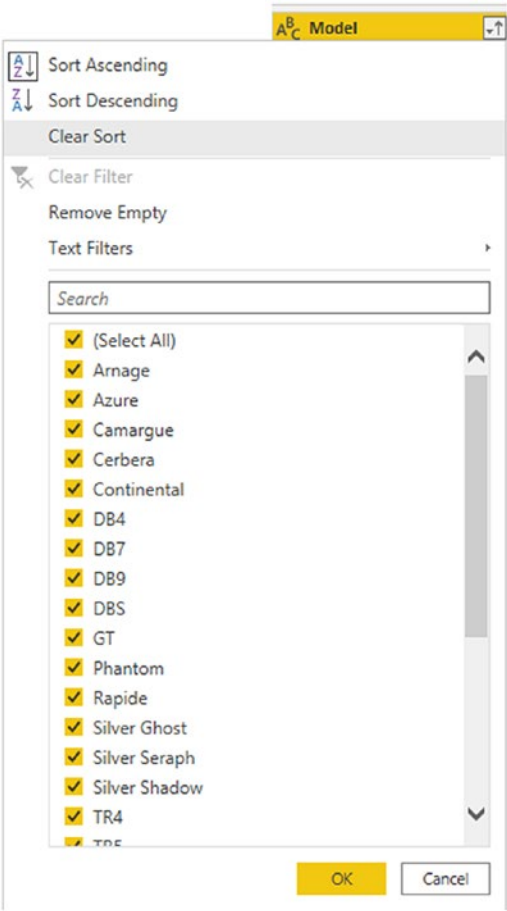 ABC Model
Sort Ascending
Sort Descending
Clear Sort
Clear Filter
Remove Empty
Text Filters
Search
(Select All)
Arnage
Azure
Camargue
Cerbera
Continental
DB4
DB7
DB9
DBS
GT
Phantom
Rapide
Silver Ghost
Silver Seraph
Silver Shadow
TR4
OK Cancel